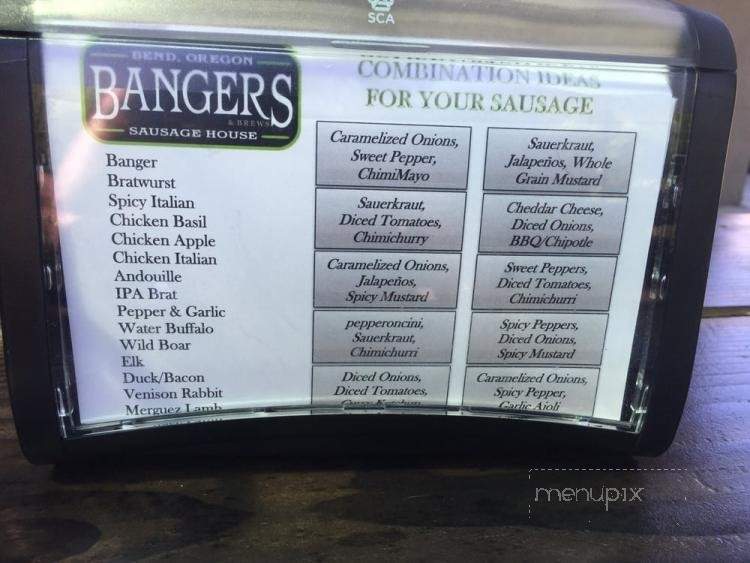 SCA
BEND, OREGON
BANGERS
& BREWS
SAUSAGE HOUSE
Banger
Bratwurst
Spicy Italian
Chicken Basil
Chicken Apple
Chicken Italian
Andouille
IPA Brat
Pepper & Garlic
Water Buffalo
Wild Boar
Elk
Duck/Bacon
Venison Rabbit
Merguez Lamb
COMBINATION IDEAS
FOR YOUR SAUSAGE
Caramelized Onions,
Sweet Pepper,
ChimiMayo
Sauerkraut,
Jalapeños, Whole
Grain Mustard
Sauerkraut,
Diced Tomatoes,
Chimichurry
Cheddar Cheese,
Diced Onions,
BBQ/Chipotle
Caramelized Onions,
Jalapeños,
Spicy Mustard
Sweet Peppers,
Diced Tomatoes,
Chimichurri
pepperoncini,
Sauerkraut,
Chimichurri
Spicy Peppers,
Diced Onions,
Spicy Mustard
Diced Onions,
Diced Tomatoes,
Curry Ketchup
Caramelized Onions,
Spicy Pepper,
Garlic Aioli
menupix